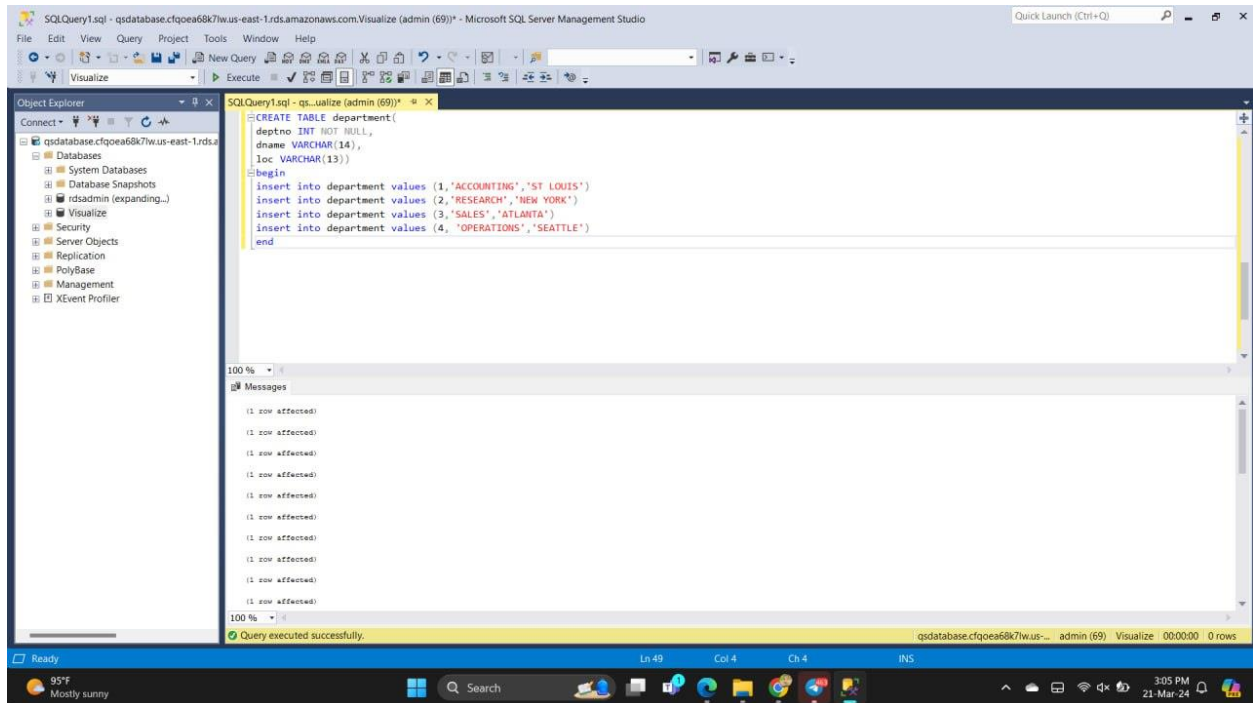 SQLQuery1.sql - qsdatabase.cfqoea68k7lw.us-east-1.rds.amazonaws.com.Visualize (admin (69))* - Microsoft SQL Server Management Studio
Quick Launch (Ctrl+Q)
File Edit View Query Project Tools Window Help
New Query
Visualize
Execute
Object Explorer
Connect
qsdatabase.cfqoea68k7lw.us-east-1.rds.a
Databases
System Databases
Database Snapshots
rdsadmin (expanding...)
Visualize
Security
Server Objects
Replication
PolyBase
Management
XEvent Profiler
SQLQuery1.sql - qs...ualize (admin (69))*
CREATE TABLE department(
deptno INT NOT NULL,
dname VARCHAR(14),
loc VARCHAR(13))
begin
insert into department values (1,'ACCOUNTING','ST LOUIS')
insert into department values (2,'RESEARCH','NEW YORK')
insert into department values (3,'SALES','ATLANTA')
insert into department values (4, 'OPERATIONS','SEATTLE')
end
100 %
Messages
(1 row affected)
(1 row affected)
(1 row affected)
(1 row affected)
(1 row affected)
(1 row affected)
(1 row affected)
(1 row affected)
(1 row affected)
(1 row affected)
100 %
Query executed successfully.
qsdatabase.cfqoea68k7lw.us-... admin (69) Visualize 00:00:00 0 rows
Ready
Ln 49 Col 4 Ch 4 INS
95°F
Mostly sunny
Search
3:05 PM
21-Mar-24